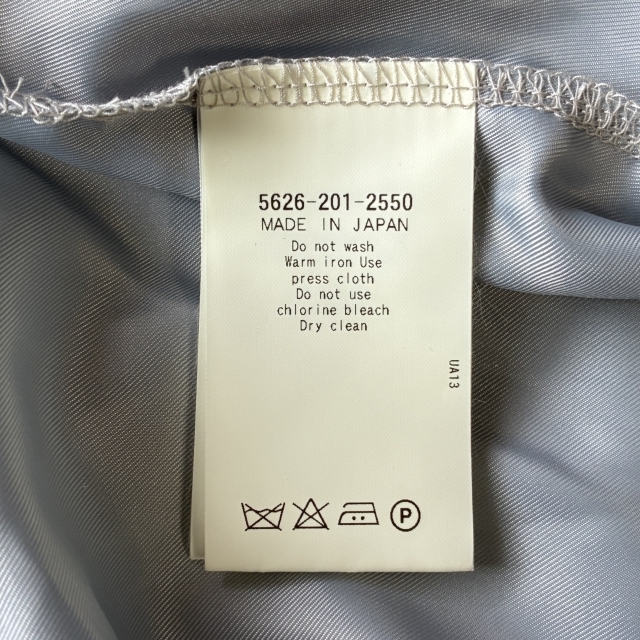 5626-201-2550
MADE IN JAPAN
Do not wash
Warm iron Use
press cloth
Do not use
chlorine bleach
Dry clean
UA13
P